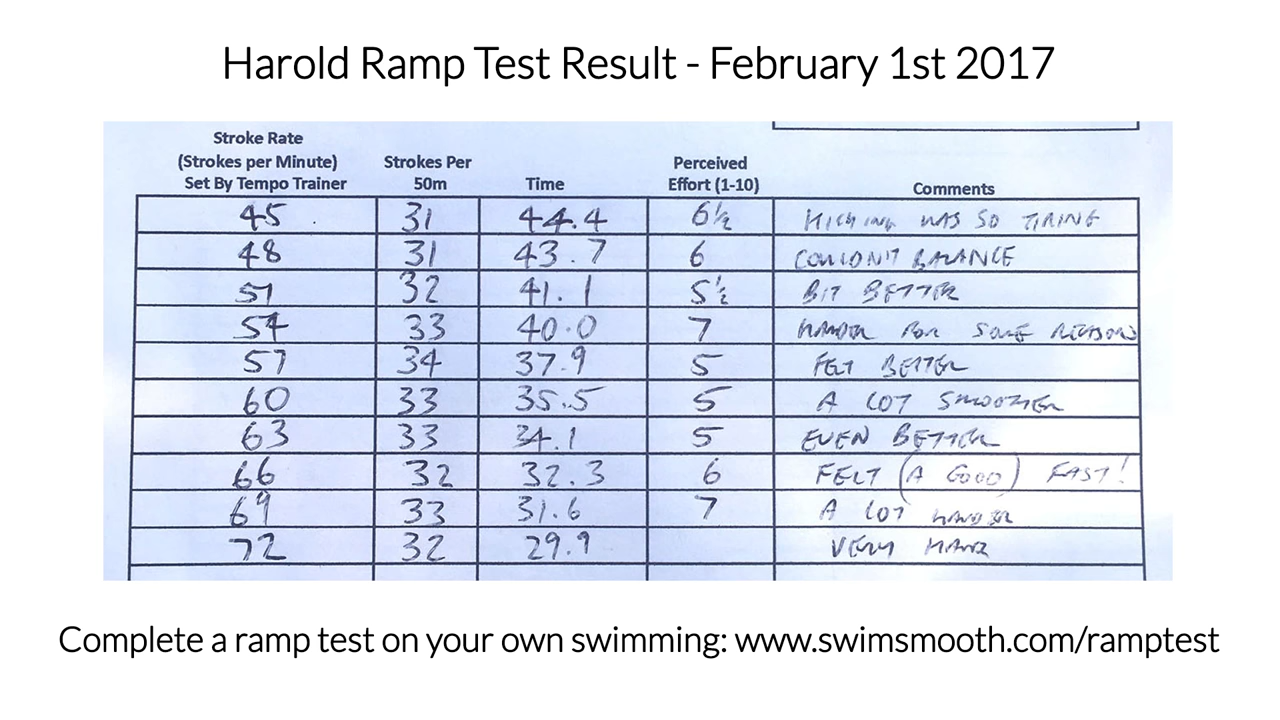 Harold Ramp Test Result - February 1st 2017
Stroke Rate
(Strokes per Minute)
Set By Tempo Trainer
Strokes Per
50m
Time
Perceived
Effort (1-10)
Comments
45 31 44.4 6½ KICKING WAS SO TIRING
48 31 43.7 6 COULDN'T BALANCE
51 32 41.1 5½ BIT BETTER
54 33 40.0 7 HARDER FOR SOME REASON
57 34 37.9 5 FELT BETTER
60 33 35.5 5 A LOT SMOOTHER
63 33 34.1 5 EVEN BETTER
66 32 32.3 6 FELT (A GOOD) FAST!
69 33 31.6 7 A LOT HARDER
72 32 29.9 VERY HARD
Complete a ramp test on your own swimming: www.swimsmooth.com/ramptest